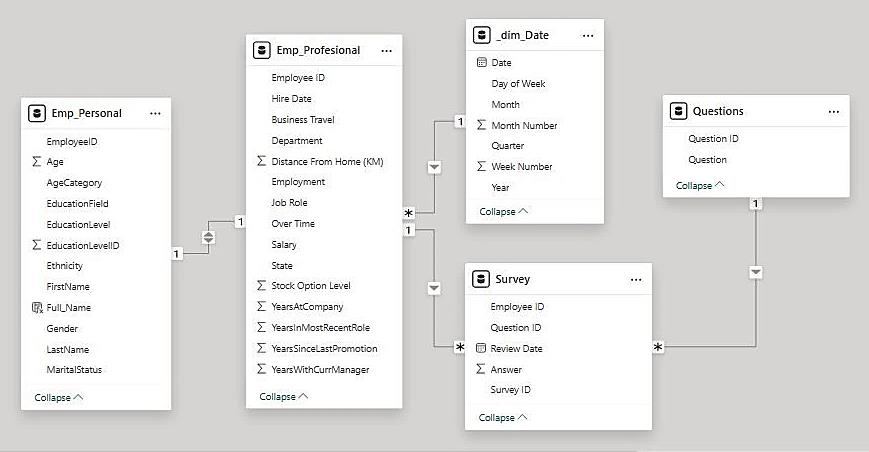 Emp_Personal
EmployeeID
Age
AgeCategory
EducationField
EducationLevel
EducationLevelID
Ethnicity
FirstName
Full_Name
Gender
LastName
MaritalStatus
Collapse
1
1
Emp_Profesional
Employee ID
Hire Date
Business Travel
Department
Distance From Home (KM)
Employment
Job Role
Over Time
Salary
State
Stock Option Level
YearsAtCompany
YearsInMostRecentRole
YearsSinceLastPromotion
YearsWithCurrManager
Collapse
*
1
1
*
_dim_Date
Date
Day of Week
Month
Month Number
Quarter
Week Number
Year
Collapse
Survey
Employee ID
Question ID
Review Date
Answer
Survey ID
Collapse
*
1
Questions
Question ID
Question
Collapse